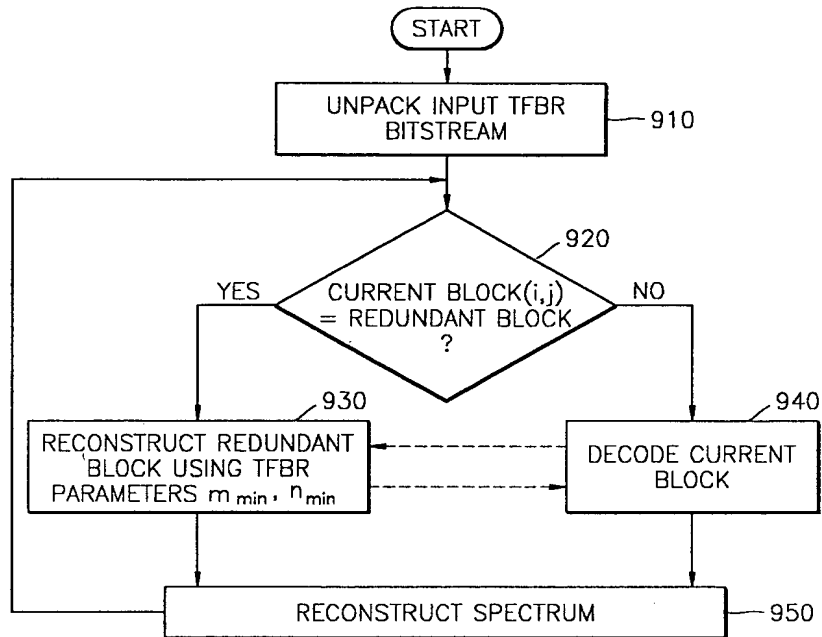 START
UNPACK INPUT TFBR
BITSTREAM
910
920
YES
NO
CURRENT BLOCK(i,j)
= REDUNDANT BLOCK
?
930
940
RECONSTRUCT REDUNDANT
BLOCK USING TFBR
PARAMETERS m min, n min
DECODE CURRENT
BLOCK
RECONSTRUCT SPECTRUM
950